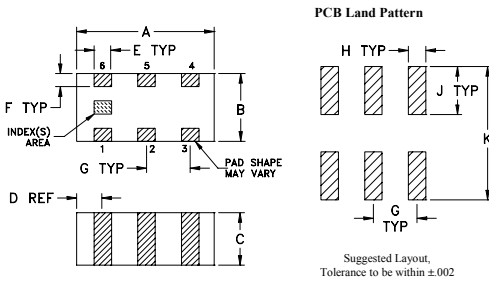 PCB Land Pattern
A
E TYP
H TYP
6 5 4
F TYP
B
J TYP
K
INDEX(S)
AREA
1 2 3
G TYP
PAD SHAPE
MAY VARY
D REF
C
G
TYP
Suggested Layout,
Tolerance to be within ±.002